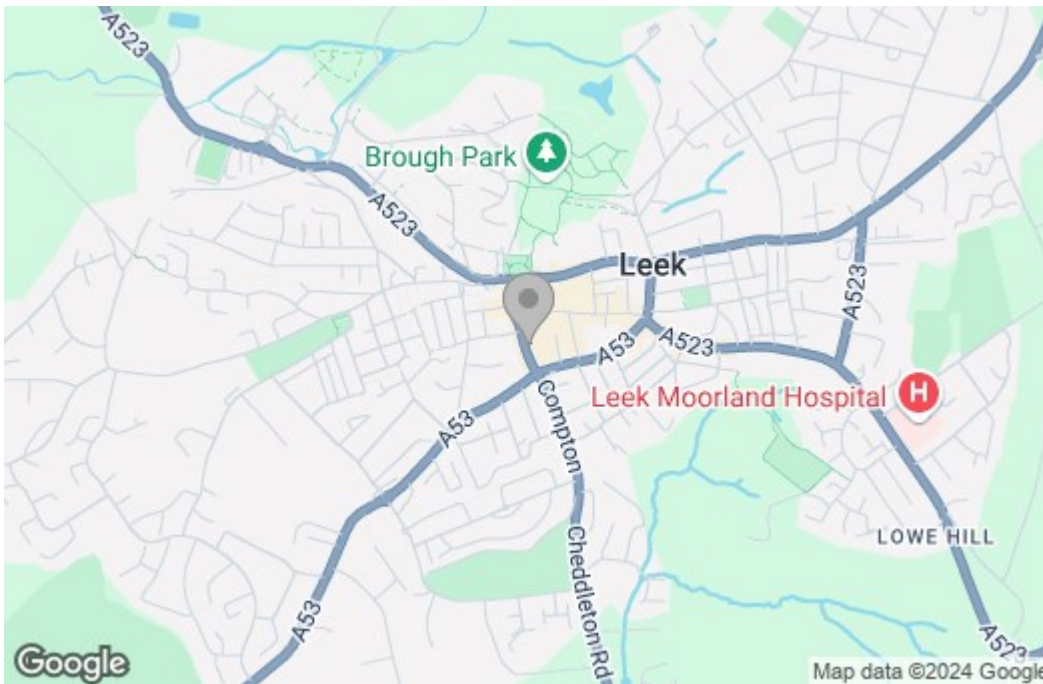 A523
Brough Park
A523
Leek
A523
A53
A523
Leek Moorland Hospital
H
Compton
A53
Cheddleton Rd
LOWE HILL
A53
A523
Google
Map data ©2024 Google